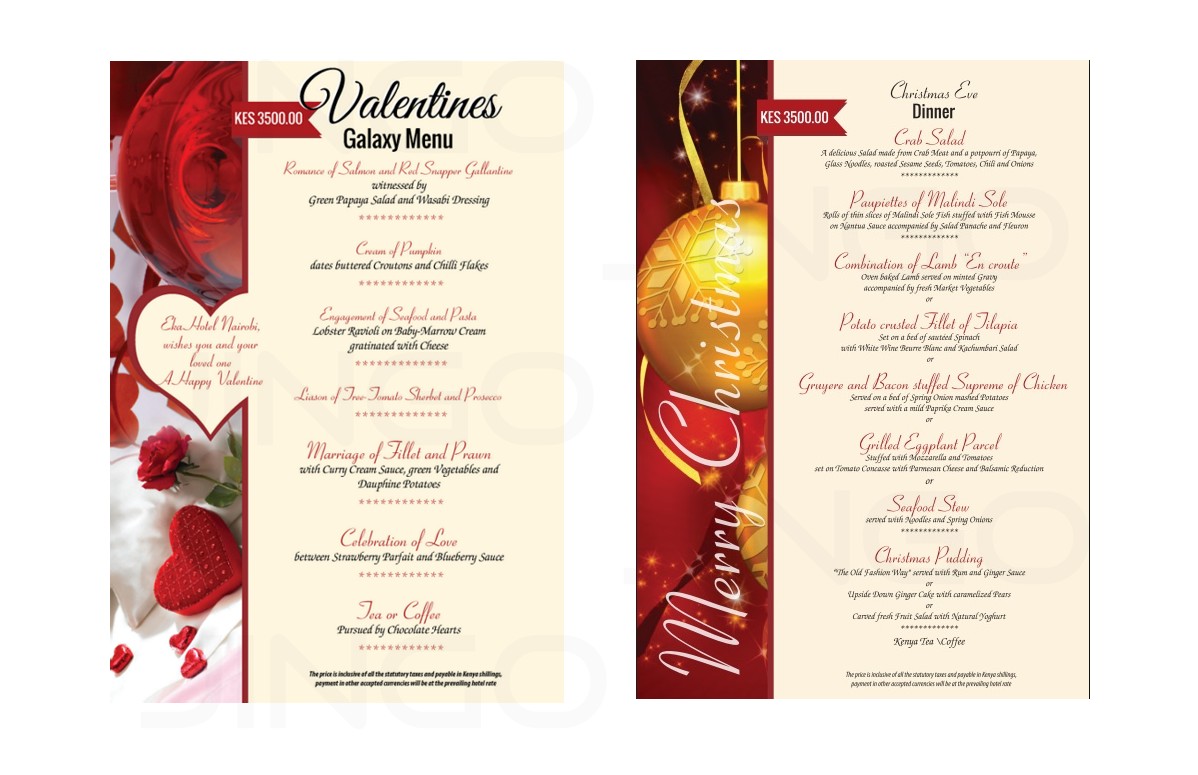 KES 3500.00
Valentines
Galaxy Menu
Romance of Salmon and Red Snapper Gallantine
witnessed by
Green Papaya Salad and Wasabi Dressing
************
Cream of Pumpkin
dates buttered Croutons and Chilli Flakes
************
Engagement of Seafood and Pasta
Lobster Ravioli on Baby-Marrow Cream
gratinated with Cheese
*************
Liason of Tree-Tomato Sherbet and Prosecco
*************
Marriage of Fillet and Prawn
with Curry Cream Sauce, green Vegetables and
Dauphine Potatoes
************
Celebration of Love
between Strawberry Parfait and Blueberry Sauce
************
Tea or Coffee
Pursued by Chocolate Hearts
************
The price is inclusive of all the statutory taxes and payable in Kenya shillings,
payment in other accepted currencies will be at the prevailing hotel rate
Eka Hotel Nairobi,
wishes you and your
loved one
A Happy Valentine
KES 3500.00
Merry Christmas
Christmas Eve
Dinner
Crab Salad
A delicious Salad made from Crab Meat and a potpourri of Papaya,
Glass Noodles, roasted Sesame Seeds, Tomatoes, Chili and Onions
*************
Paupiettes of Malindi Sole
Rolls of thin slices of Malindi Sole Fish stuffed with Fish Mousse
on Nantua Sauce accompanied by Salad Panache and Fleuron
*************
Combination of Lamb "En croute"
Oven baked Lamb served on minted Gravy
accompanied by fresh Market Vegetables
or
Potato crusted Fillet of Tilapia
Set on a bed of sautéed Spinach
with White Wine Beurre Blanc and Kachumbari Salad
or
Gruyere and Bacon stuffed Supreme of Chicken
Served on a bed of Spring Onion mashed Potatoes
served with a mild Paprika Cream Sauce
or
Grilled Eggplant Parcel
Stuffed with Mozzarella and Tomatoes
set on Tomato Concasse with Parmesan Cheese and Balsamic Reduction
or
Seafood Stew
served with Noodles and Spring Onions
*************
Christmas Pudding
"The Old Fashion Way" served with Rum and Ginger Sauce
or
Upside Down Ginger Cake with caramelized Pears
or
Carved fresh Fruit Salad with Natural Yoghurt
*************
Kenya Tea \Coffee
The price is inclusive of all the statutory taxes and payable in Kenya shillings,
payment in other accepted currencies will be at the prevailing hotel rate
JINGO
JINGO
JINGO
JINGO